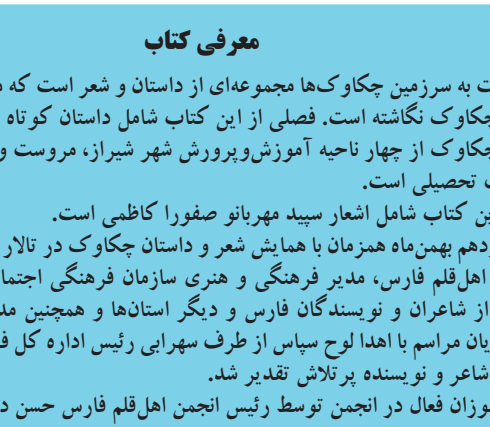 معرفی کتاب
ت به سرزمین چکاوک‌ها مجموعه‌ای از داستان و شعر است که
چکاوک نگاشته است. فصلی از این کتاب شامل داستان کوتاه
چکاوک از چهار ناحیه آموزش‌وپرورش شهر شیراز، مروست و
تحصیلی است.
ن کتاب شامل اشعار سپید مهربانو صفورا کاظمی است.
زدهم بهمن‌ماه همزمان با همایش شعر و داستان چکاوک در تالار
اهل‌قلم فارس، مدیر فرهنگی و هنری سازمان فرهنگی اجتما
از شاعران و نویسندگان فارس و دیگر استان‌ها و همچنین مد
یان مراسم با اهدا لوح سپاس از طرف سهرابی رئیس اداره کل ف
شاعر و نویسنده پرتلاش تقدیر شد.
موزان فعال در انجمن توسط رئیس انجمن اهل‌قلم فارس حسن د